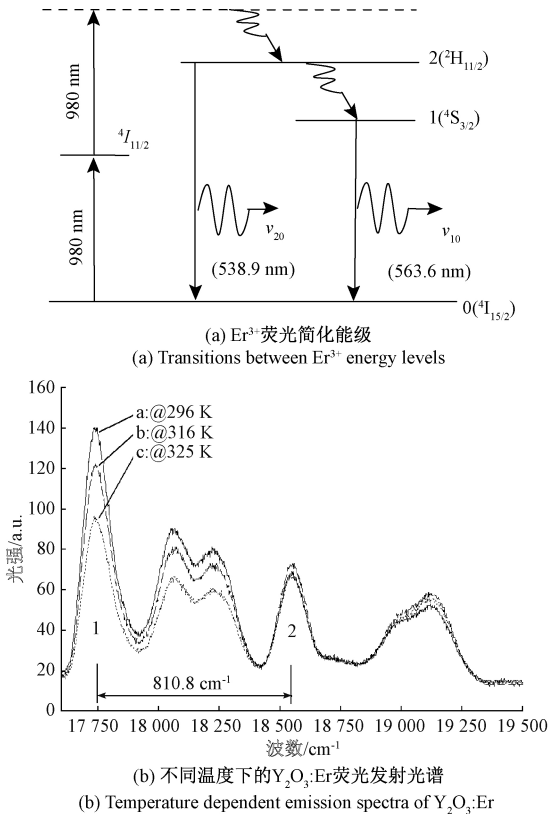 980 nm
980 nm
⁴I₁₁/₂
2(²H₁₁/₂)
1(⁴S₃/₂)
v₂₀
v₁₀
(538.9 nm)
(563.6 nm)
0(⁴I₁₅/₂)
(a) Er³⁺荧光简化能级
(a) Transitions between Er³⁺ energy levels
160
140
120
100
80
60
40
20
0
光强/a.u.
a:@296 K
b:@316 K
c:@325 K
1
2
810.8 cm⁻¹
17 750
18 000
18 250
18 500
18 750
19 000
19 250
19 500
波数/cm⁻¹
(b) 不同温度下的Y₂O₃:Er荧光发射光谱
(b) Temperature dependent emission spectra of Y₂O₃:Er